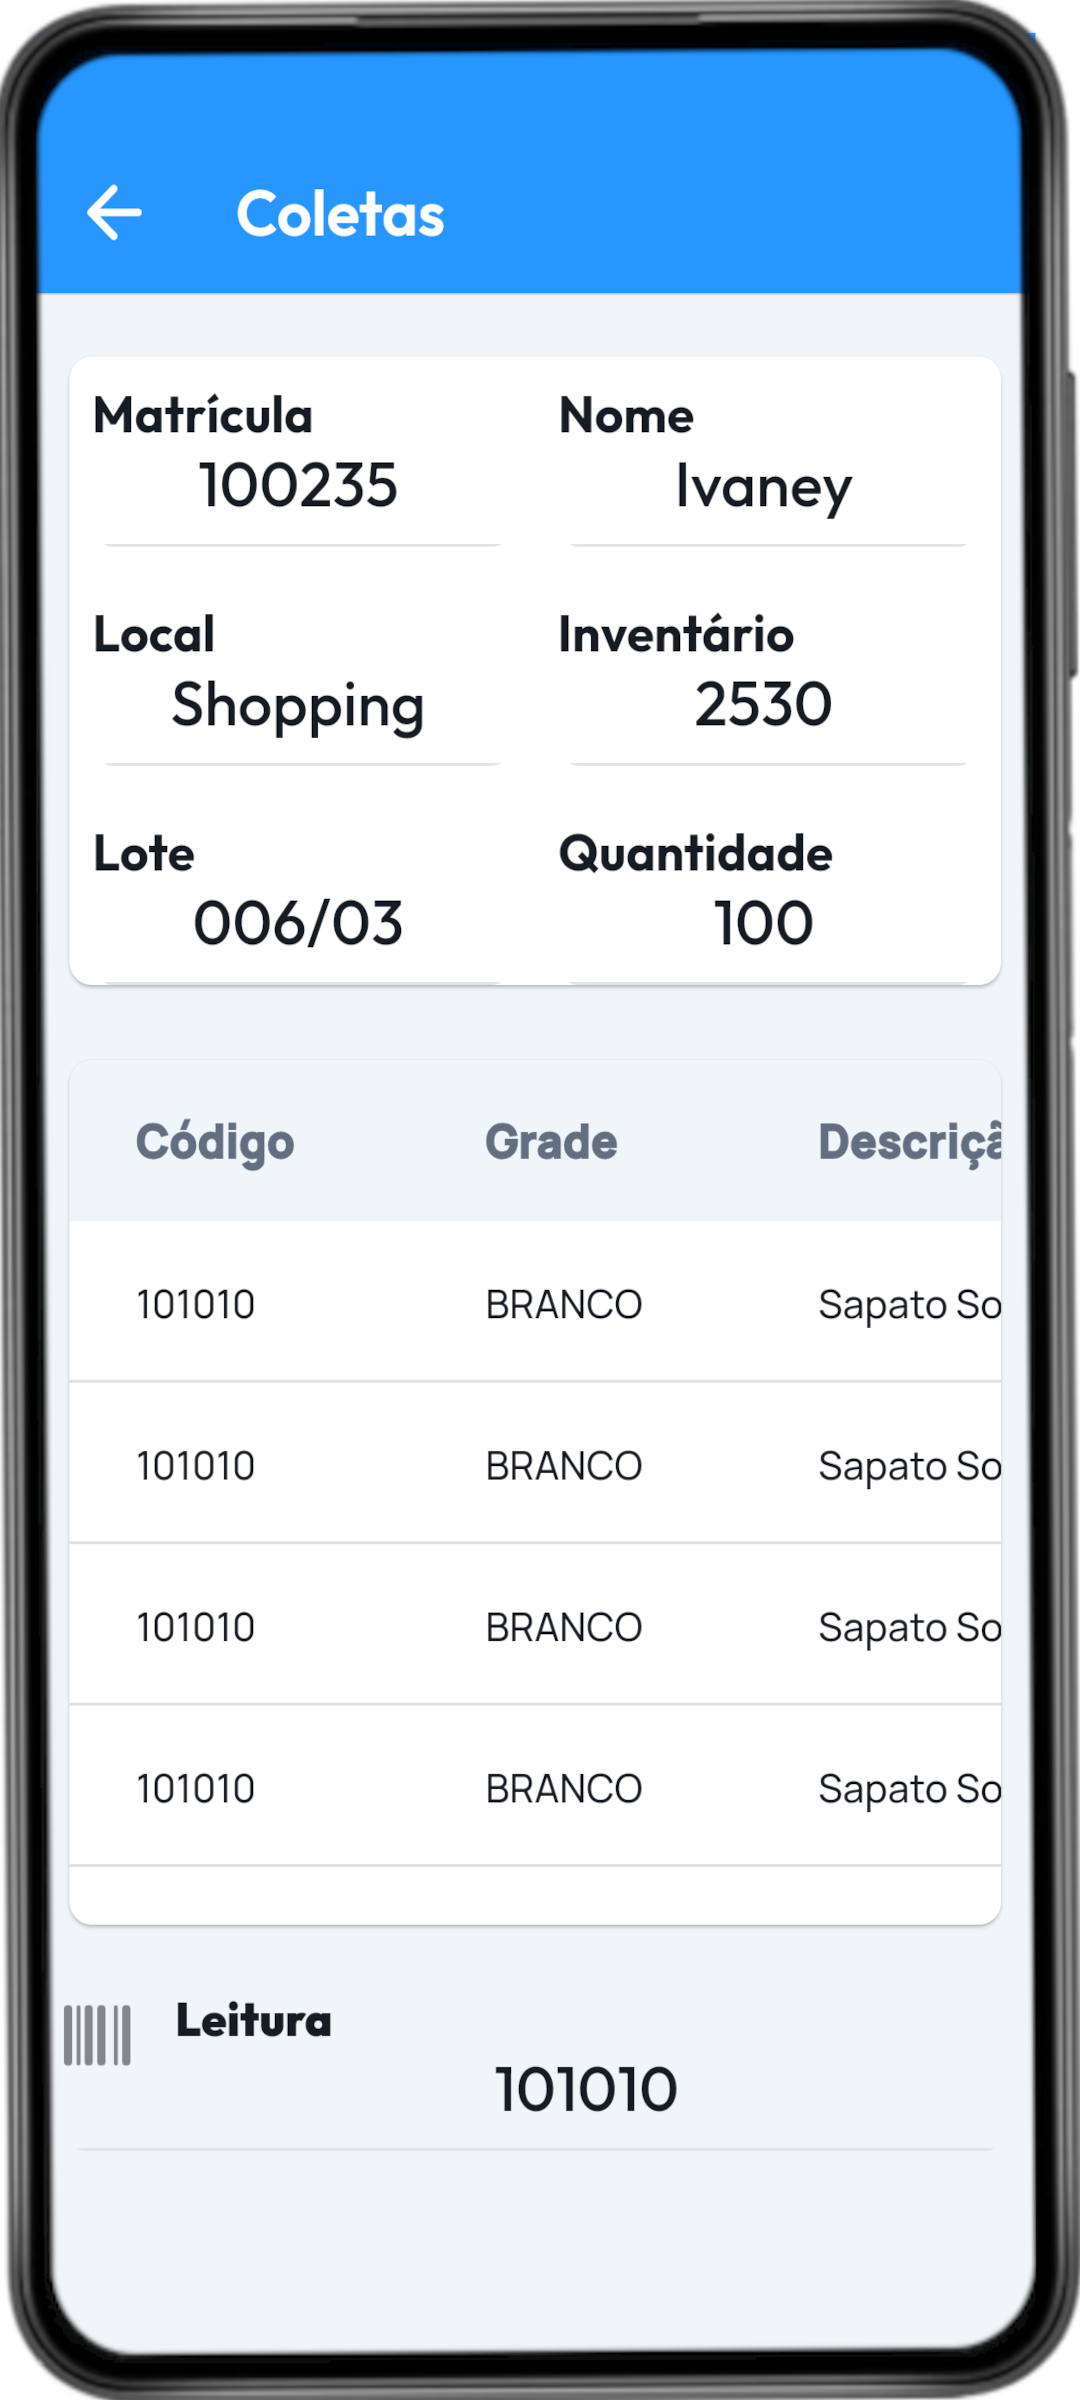 Coletas
Matrícula Nome
100235 Ivaney
Local Inventário
Shopping 2530
Lote Quantidade
006/03 100
Código Grade Descriçã
101010 BRANCO Sapato So
101010 BRANCO Sapato So
101010 BRANCO Sapato So
101010 BRANCO Sapato So
Leitura
101010